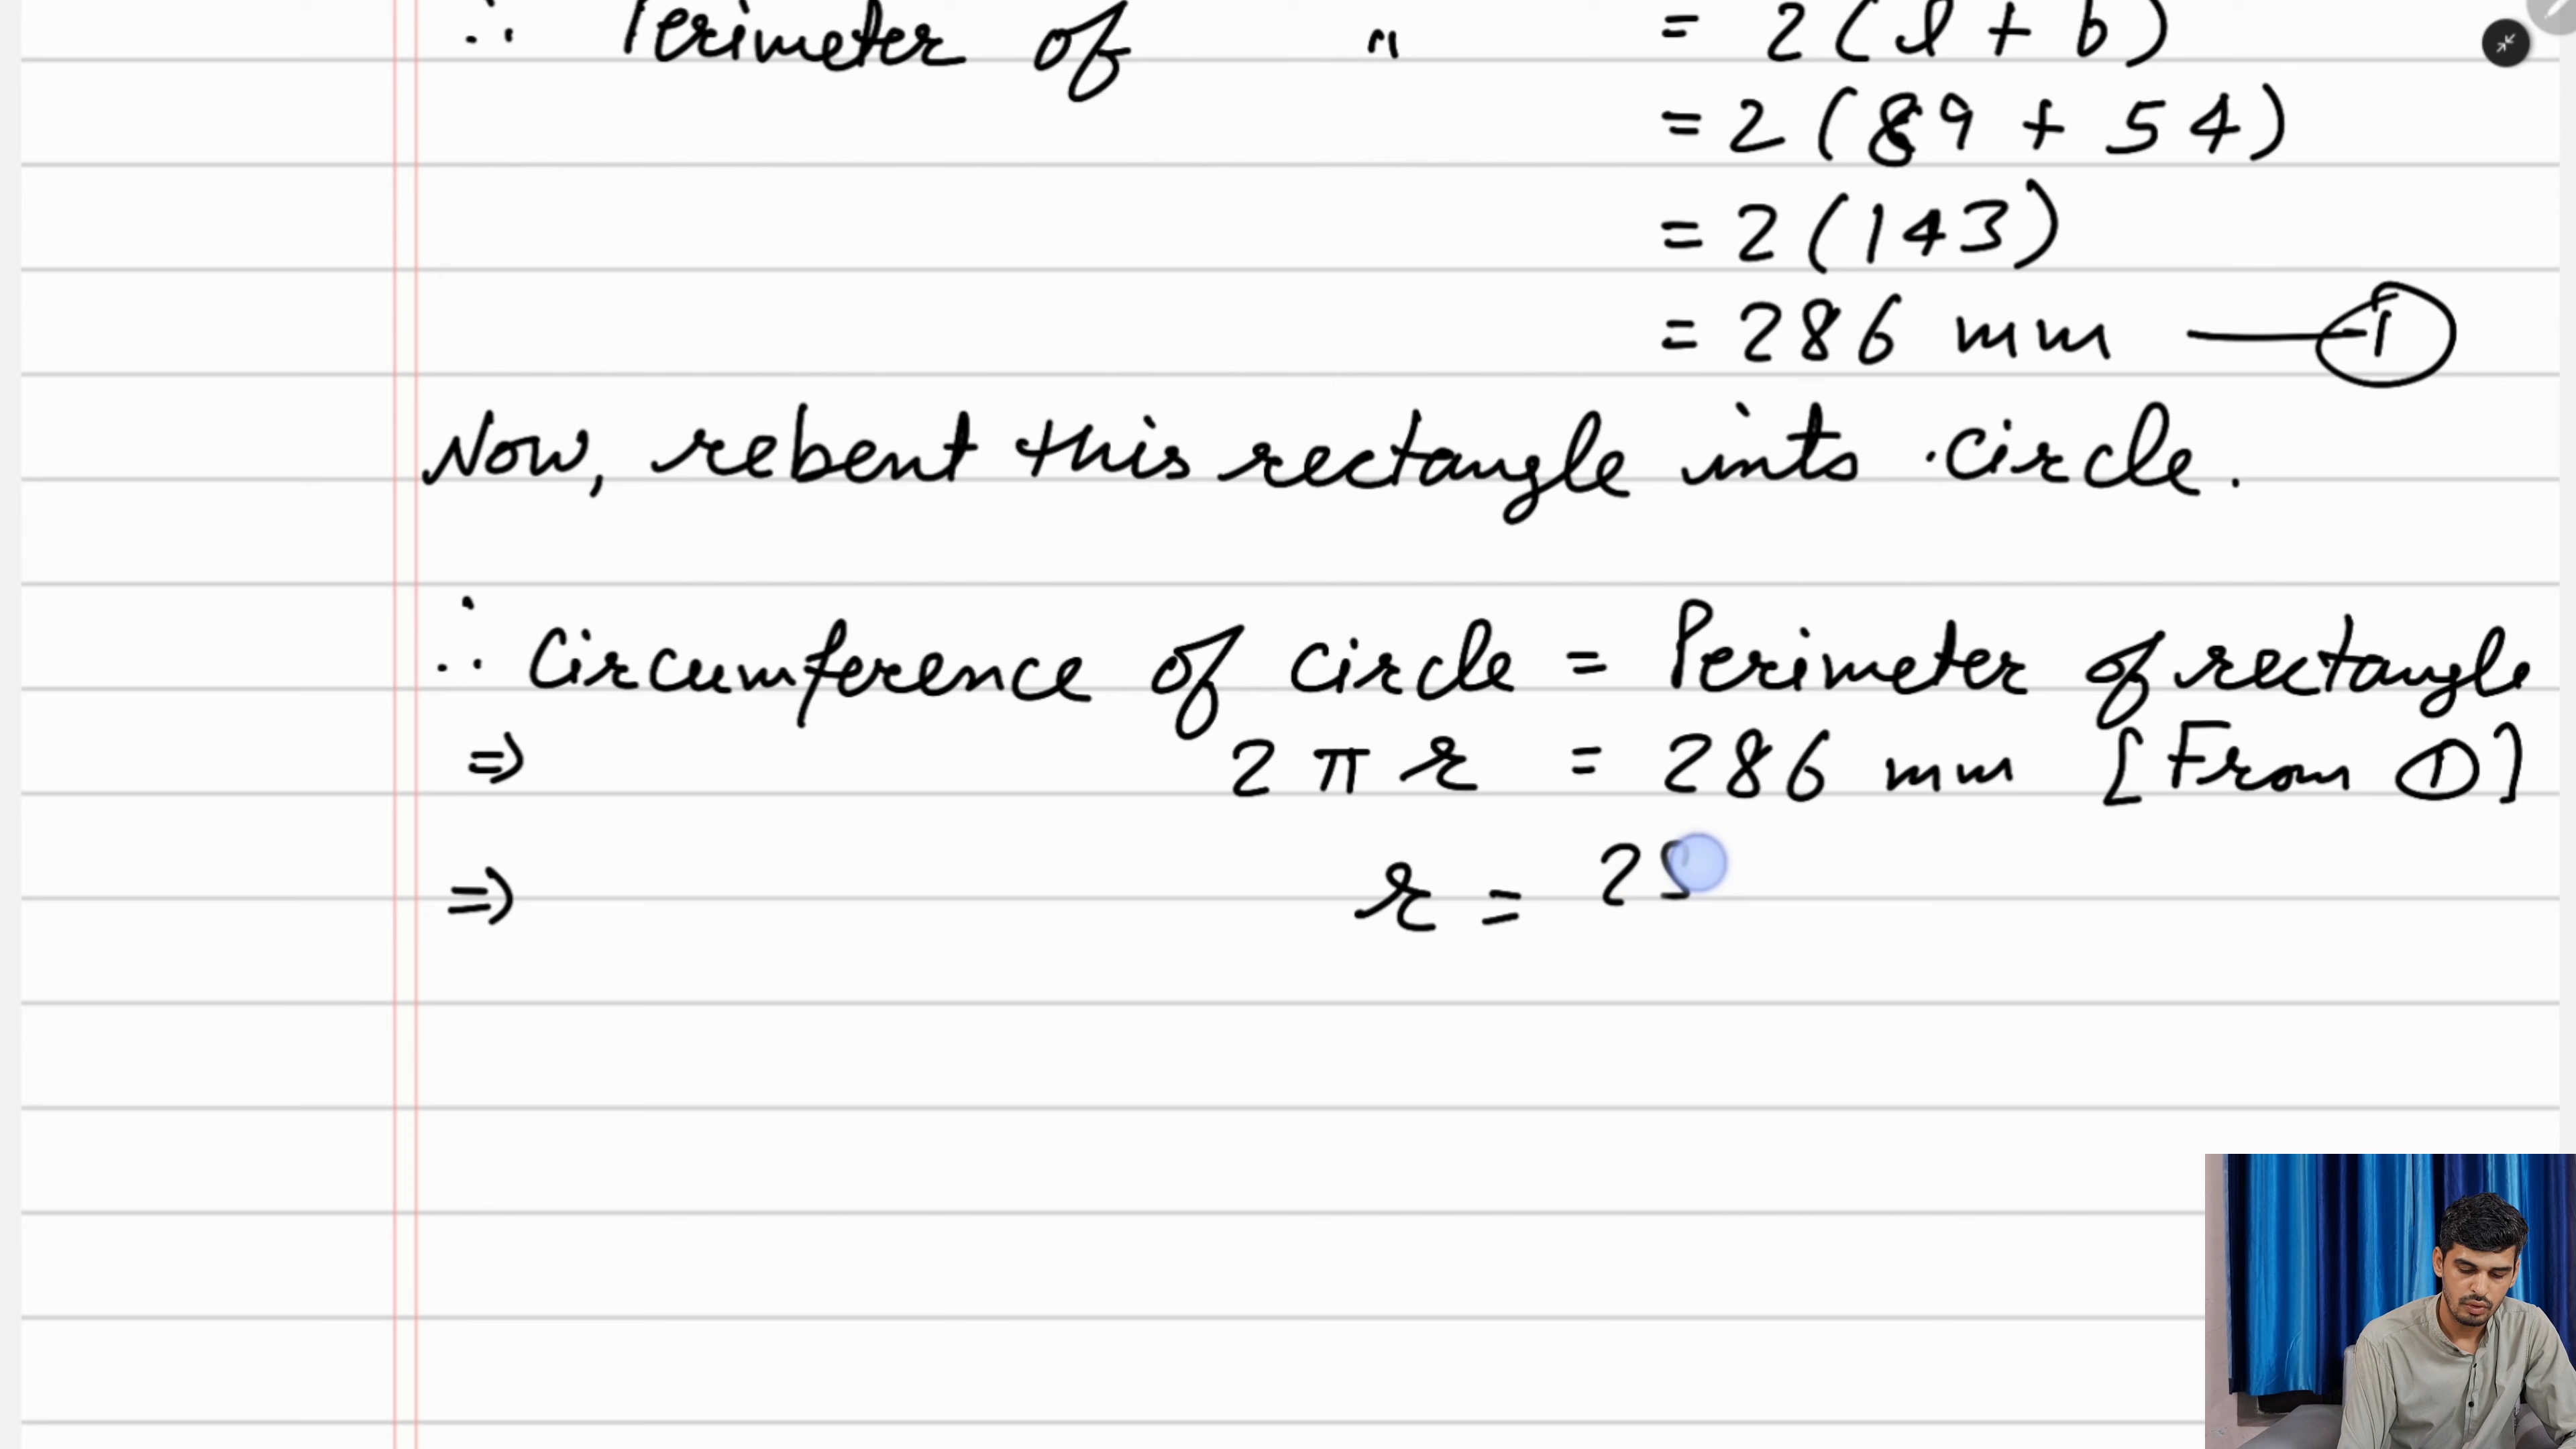 ∴ Perimeter of " = 2(l + b)
= 2(89 + 54)
= 2(143)
= 286 mm —①
Now, rebent this rectangle into circle.
∴ Circumference of circle = Perimeter of rectangle
⇒ 2πr = 286 mm [From ①]
⇒ r = 2